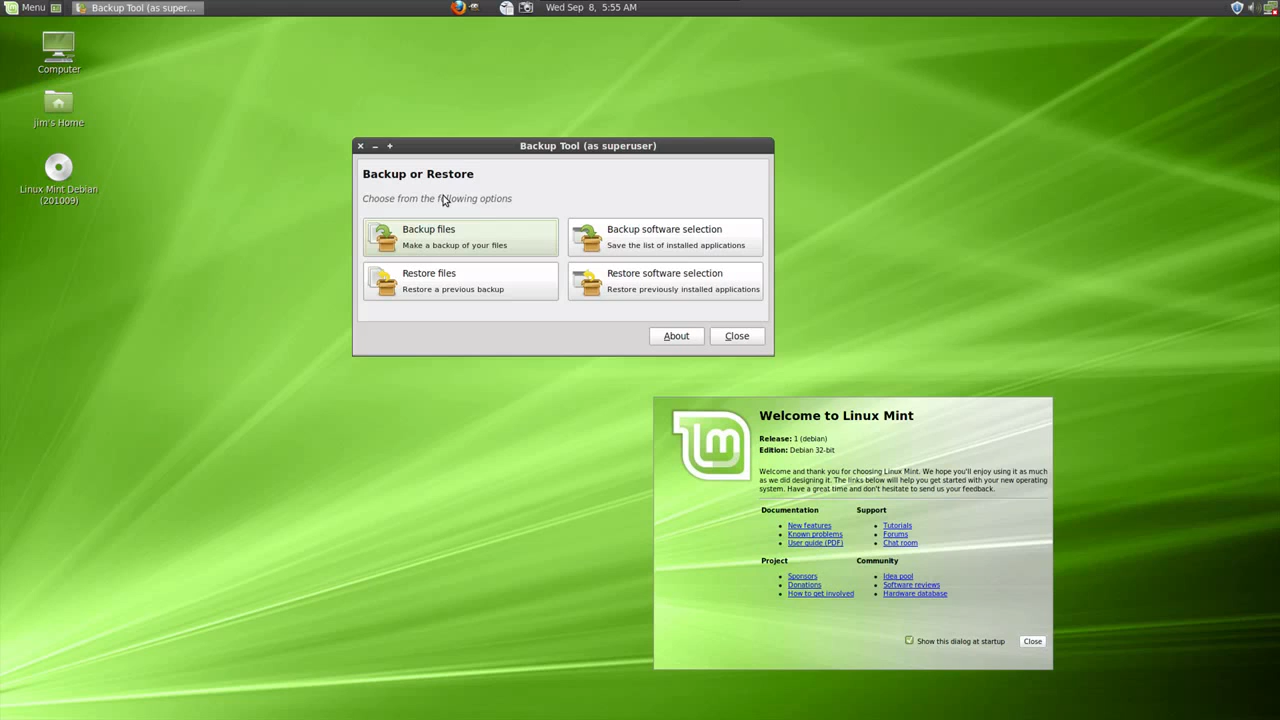 Menu
Backup Tool (as super...
Wed Sep 8, 5:55 AM
Computer
jim's Home
Linux Mint Debian
(201009)
Backup Tool (as superuser)
Backup or Restore
Choose from the following options
Backup files
Make a backup of your files
Backup software selection
Save the list of installed applications
Restore files
Restore a previous backup
Restore software selection
Restore previously installed applications
About
Close
lm
Welcome to Linux Mint
Release: 1 (debian)
Edition: Debian 32-bit
Welcome and thank you for choosing Linux Mint. We hope you'll enjoy using it as much
as we did designing it. The links below will help you get started with your new operating
system. Have a great time and don't hesitate to send us your feedback.
Documentation
New features
Known problems
User guide (PDF)
Support
Tutorials
Forums
Chat room
Project
Sponsors
Donations
How to get involved
Community
Idea pool
Software reviews
Hardware database
Show this dialog at startup
Close